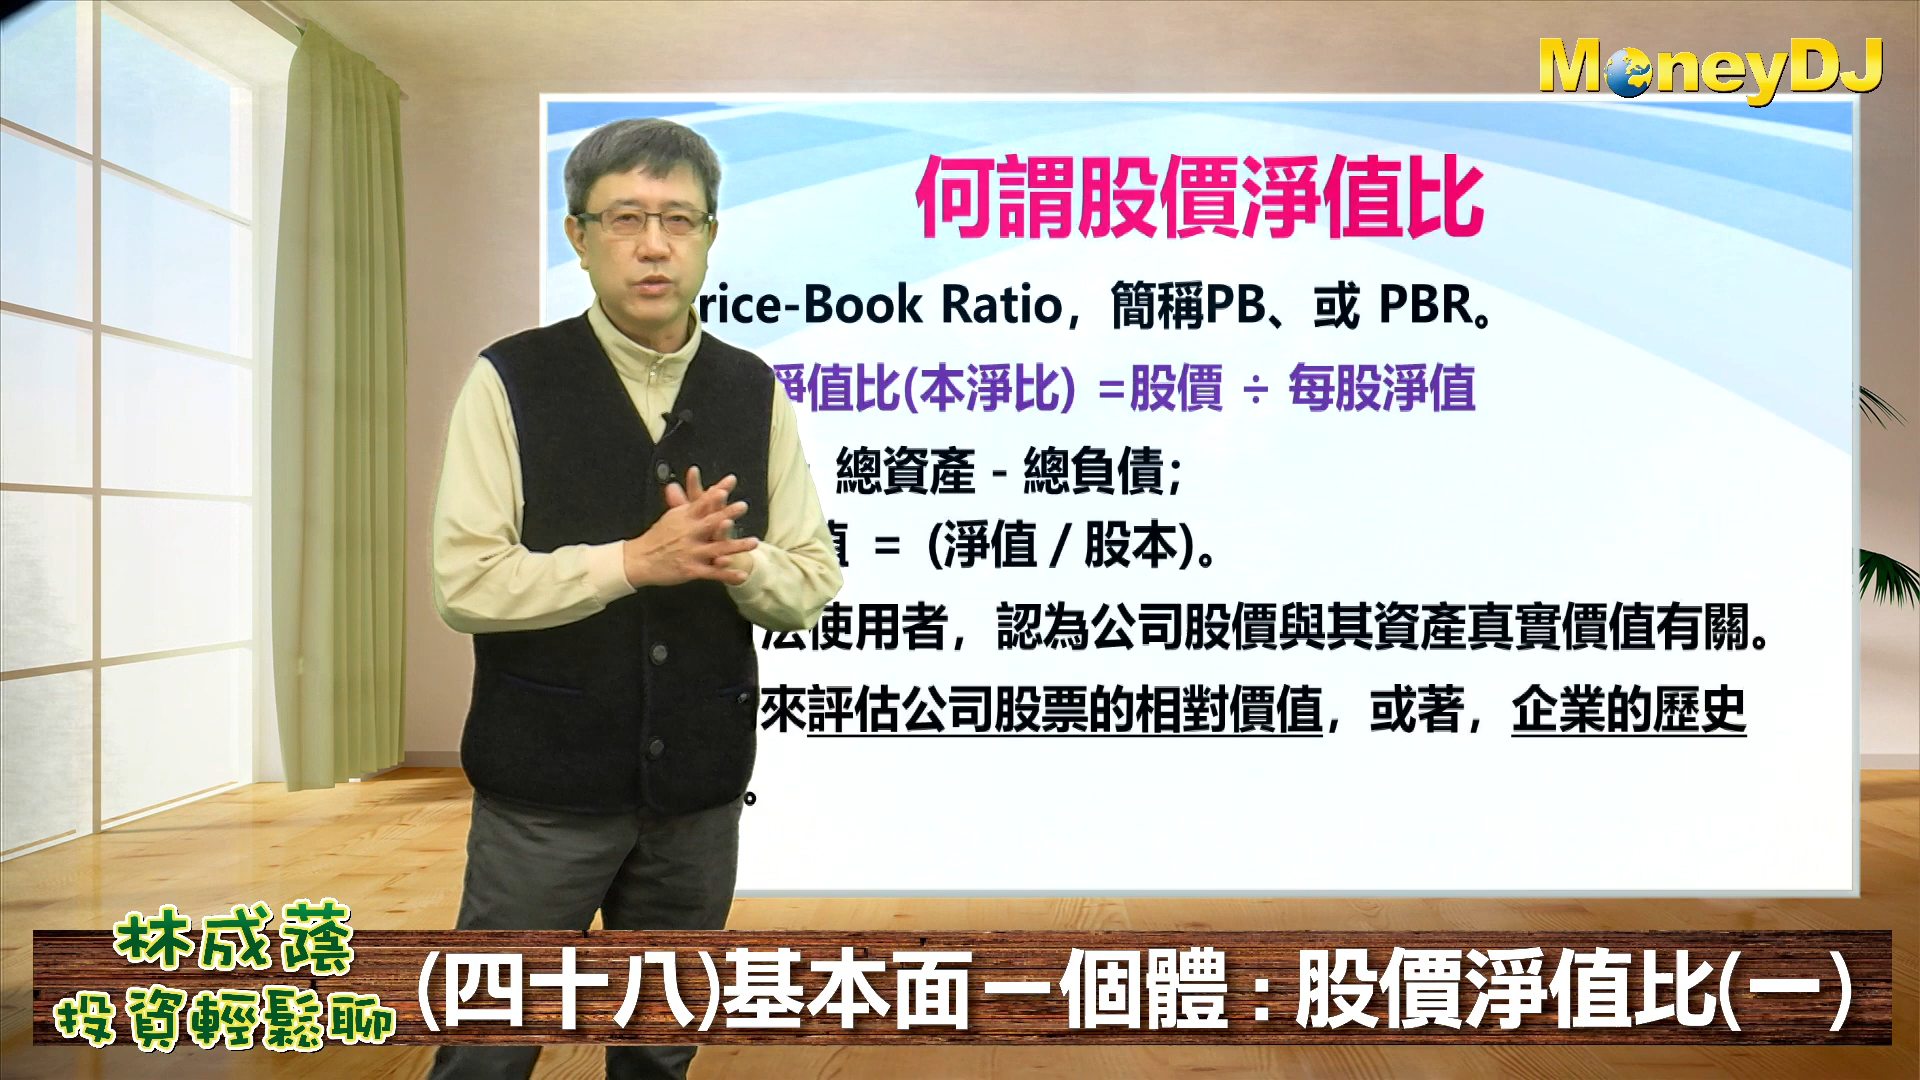 MoneyDJ
何謂股價淨值比
rice-Book Ratio，簡稱PB、或 PBR。
淨值比(本淨比) =股價 ÷ 每股淨值
總資產 - 總負債；
值 = (淨值 / 股本)。
法使用者，認為公司股價與其資產真實價值有關。
來評估公司股票的相對價值，或著，企業的歷史
。
林成蔭
投資輕鬆聊
(四十八)基本面－個體：股價淨值比(一)